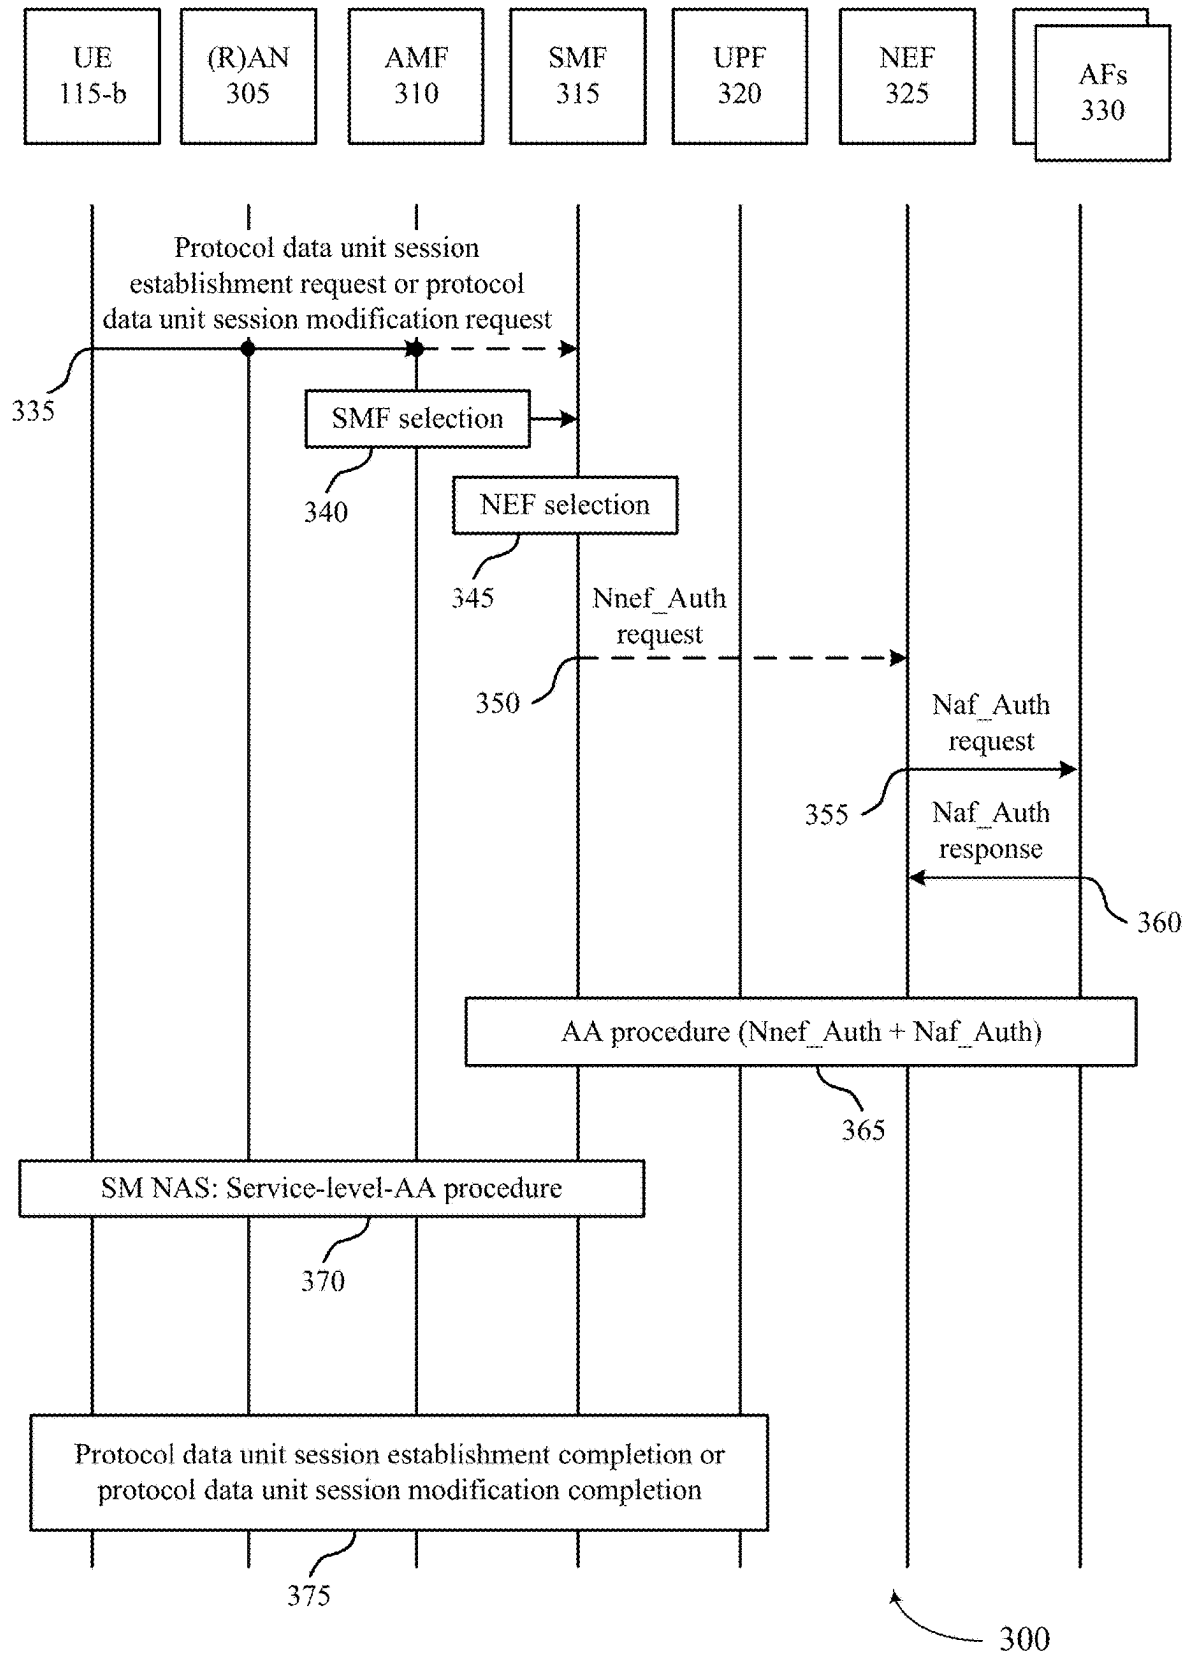 UE
115-b
(R)AN
305
AMF
310
SMF
315
UPF
320
NEF
325
AFs
330
Protocol data unit session
establishment request or protocol
data unit session modification request
335
SMF selection
340
NEF selection
345
Nnef_Auth
request
350
Naf_Auth
request
355
Naf_Auth
response
360
AA procedure (Nnef_Auth + Naf_Auth)
365
SM NAS: Service-level-AA procedure
370
Protocol data unit session establishment completion or
protocol data unit session modification completion
375
300